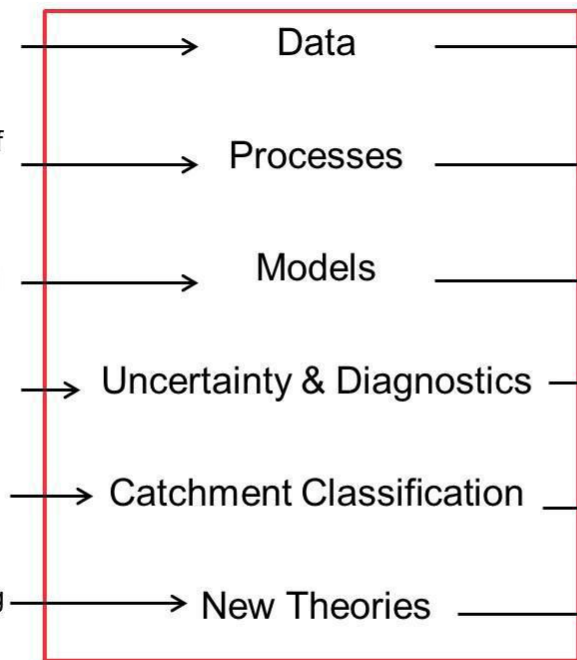 Data
Processes
Models
Uncertainty & Diagnostics
Catchment Classification
New Theories